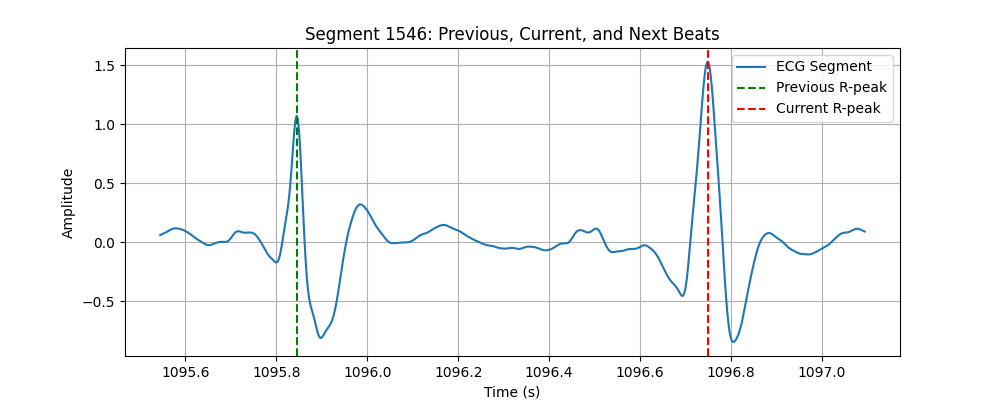 Segment 1546: Previous, Current, and Next Beats
ECG Segment
Previous R-peak
Current R-peak
Amplitude
1.5
1.0
0.5
0.0
−0.5
1095.6 1095.8 1096.0 1096.2 1096.4 1096.6 1096.8 1097.0
Time (s)